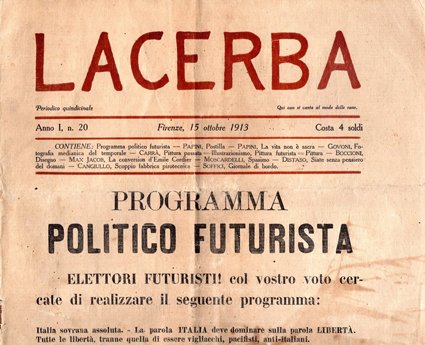 LACERBA
Periodico quindicinale Qui non si canta al modo delle rane.
Anno I, n. 20 Firenze, 15 ottobre 1913 Costa 4 soldi
CONTIENE: Programma politico futurista — PAPINI, Postilla — PAPINI, La vita non è sacra — GOVONI, Fo-
tografia medianica del temporale — CARRÀ, Pittura passata — Illusionismo, Pittura futurista — Pittura — BOCCIONI,
Disegno — MAX JACOB, La conversion d'Emile Cordier — MOSCARDELLI, Spasimo — DISTASO, Siate senza pensiero
del domani — CANGIULLO, Scoppio fabbrica pirotecnica — SOFFICI, Giornale di bordo.
PROGRAMMA
POLITICO FUTURISTA
ELETTORI FUTURISTI! col vostro voto cer-
cate di realizzare il seguente programma:
Italia sovrana assoluta. - La parola ITALIA deve dominare sulla parola LIBERTÀ.
Tutte le libertà, tranne quella di essere vigliacchi, pacifisti, anti-italiani.